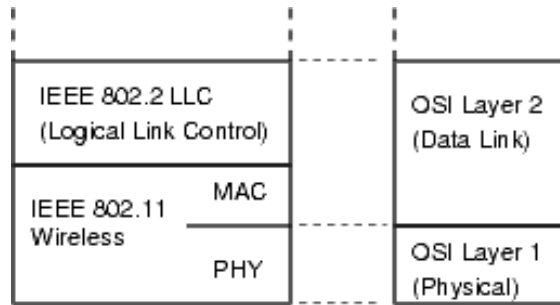 IEEE 802.2 LLC
(Logical Link Control)
IEEE 802.11
Wireless
MAC
PHY
OSI Layer 2
(Data Link)
OSI Layer 1
(Physical)